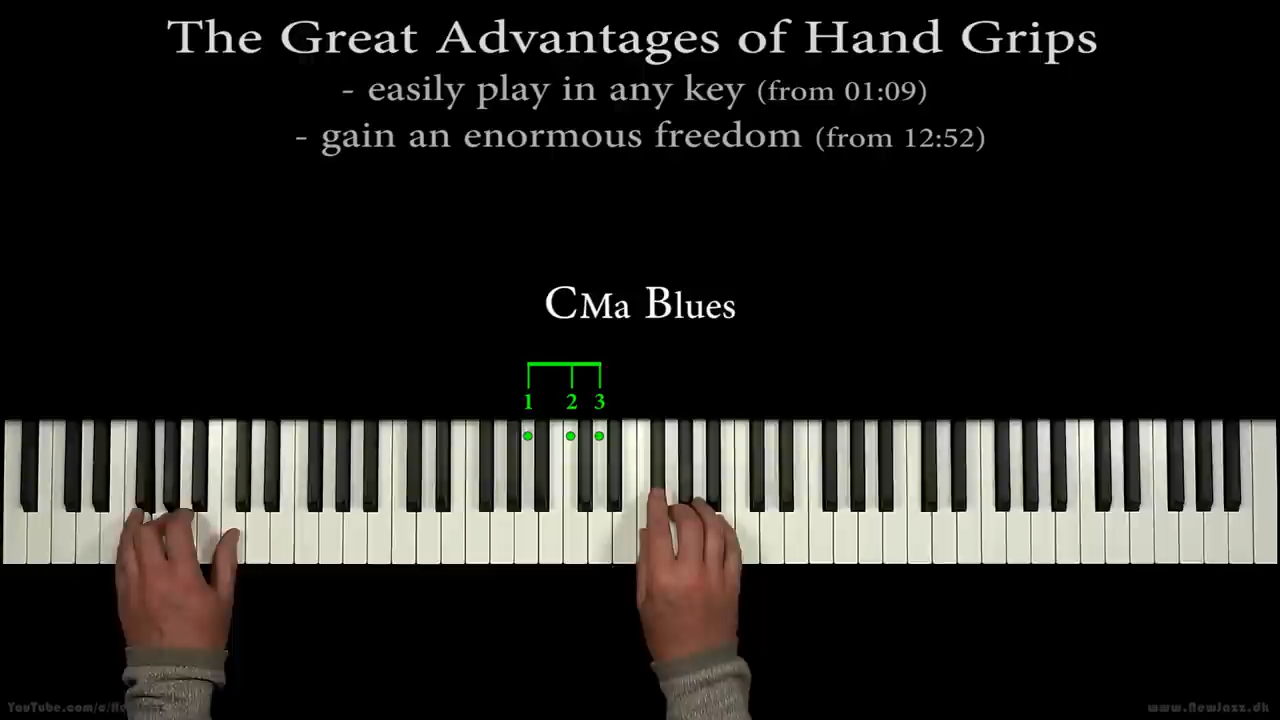 The Great Advantages of Hand Grips
- easily play in any key (from 01:09)
- gain an enormous freedom (from 12:52)
CMa Blues
1 2 3
www.NewJazz.dk